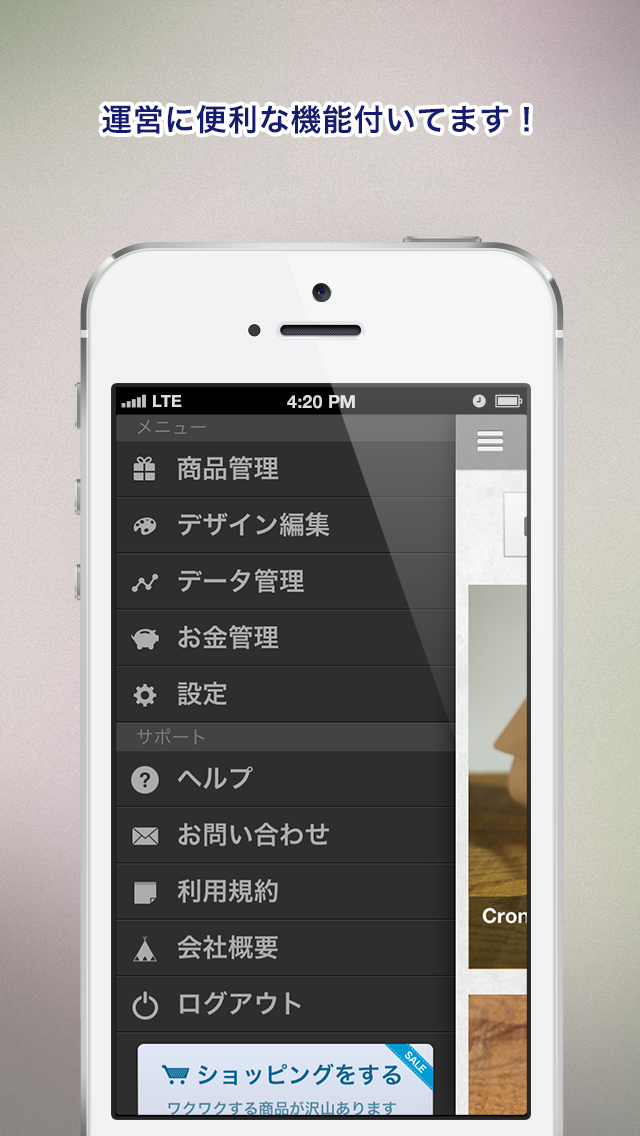 運営に便利な機能付いてます！
LTE 4:20 PM
メニュー
商品管理
デザイン編集
データ管理
お金管理
設定
サポート
ヘルプ
お問い合わせ
利用規約
会社概要
ログアウト
Cron
SALE
ショッピングをする
ワクワクする商品が沢山あります